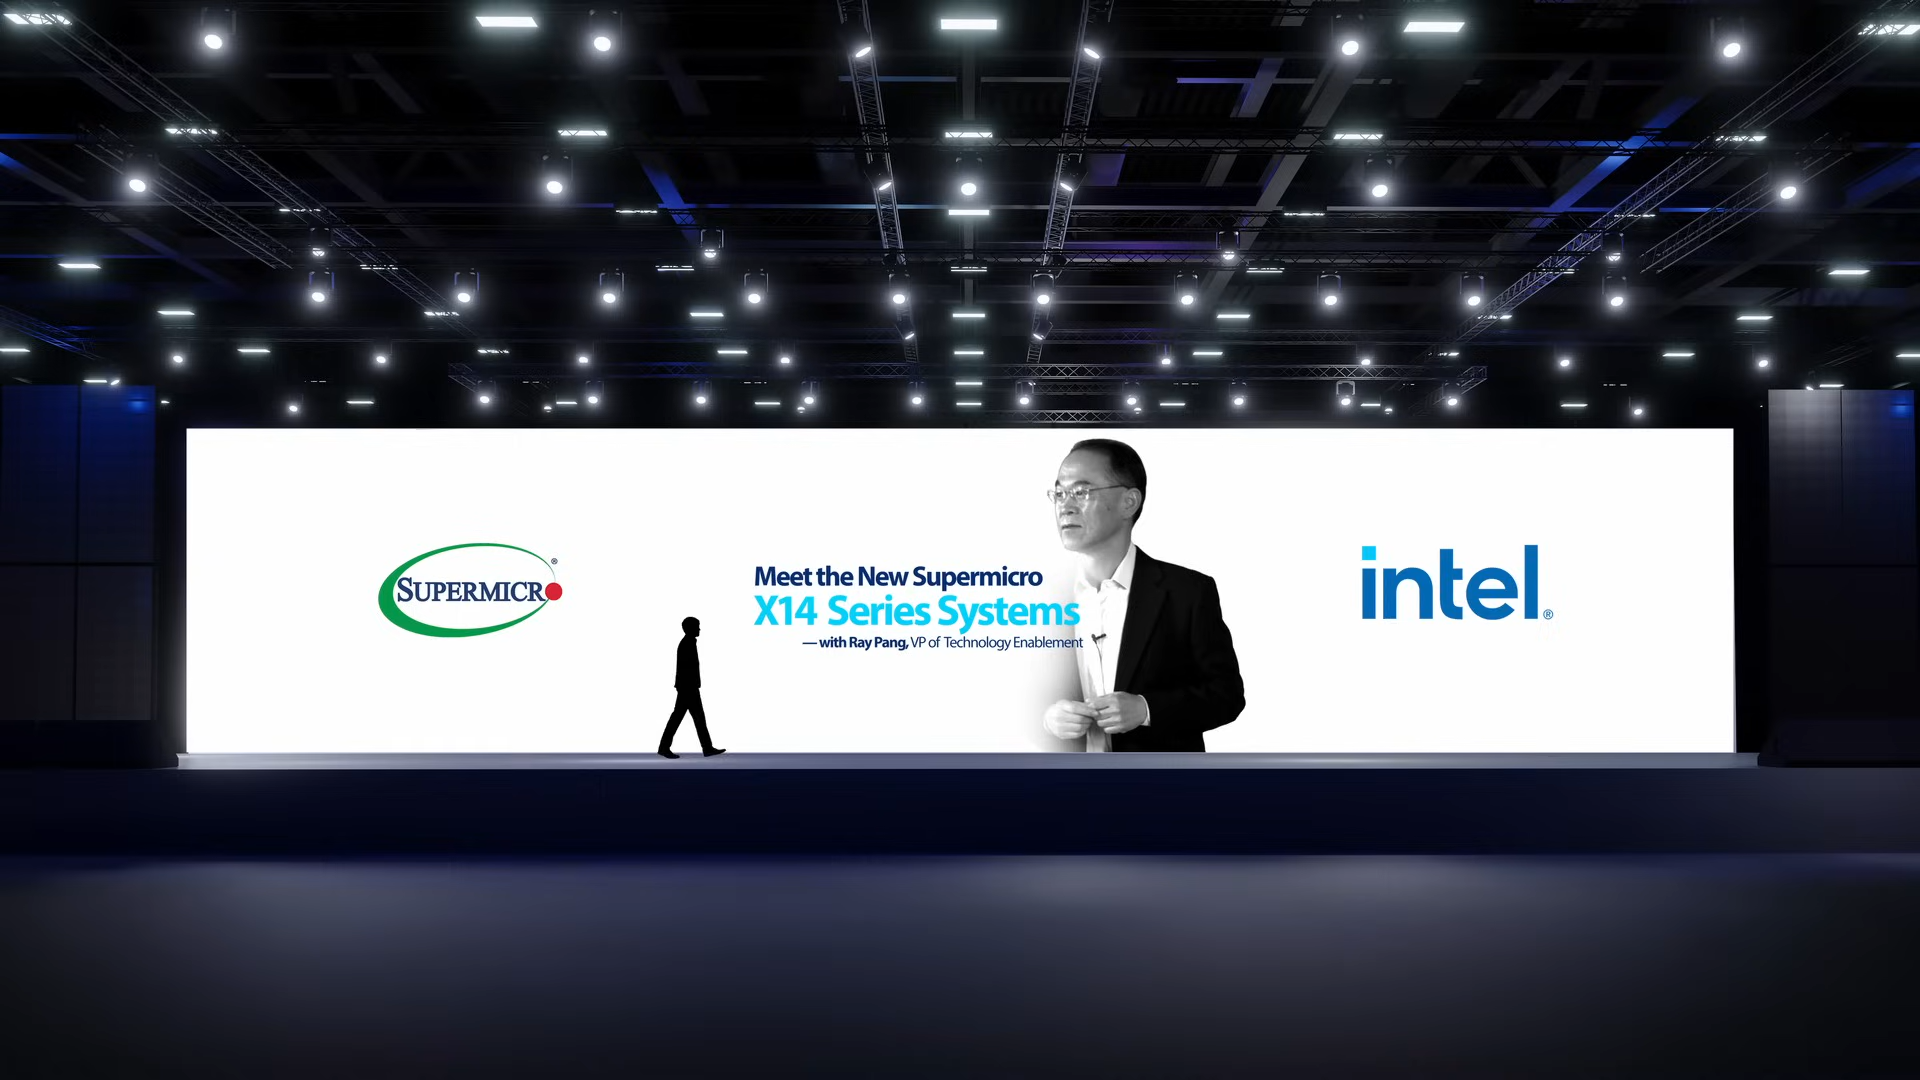 SUPERMICRO®
Meet the New Supermicro
X14 Series Systems
— with Ray Pang, VP of Technology Enablement
intel®